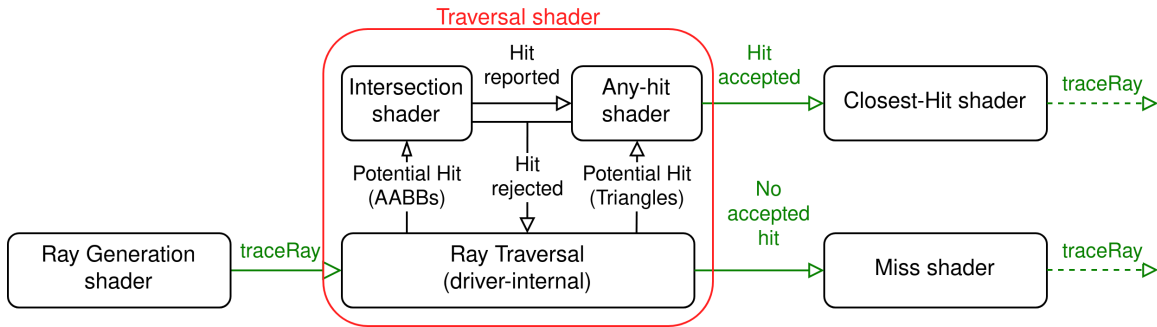 Traversal shader
Hit
reported
Hit
accepted
Intersection
shader
Any-hit
shader
Closest-Hit shader
traceRay
Potential Hit
(AABBs)
Hit
rejected
Potential Hit
(Triangles)
No
accepted
hit
Ray Generation
shader
traceRay
Ray Traversal
(driver-internal)
Miss shader
traceRay